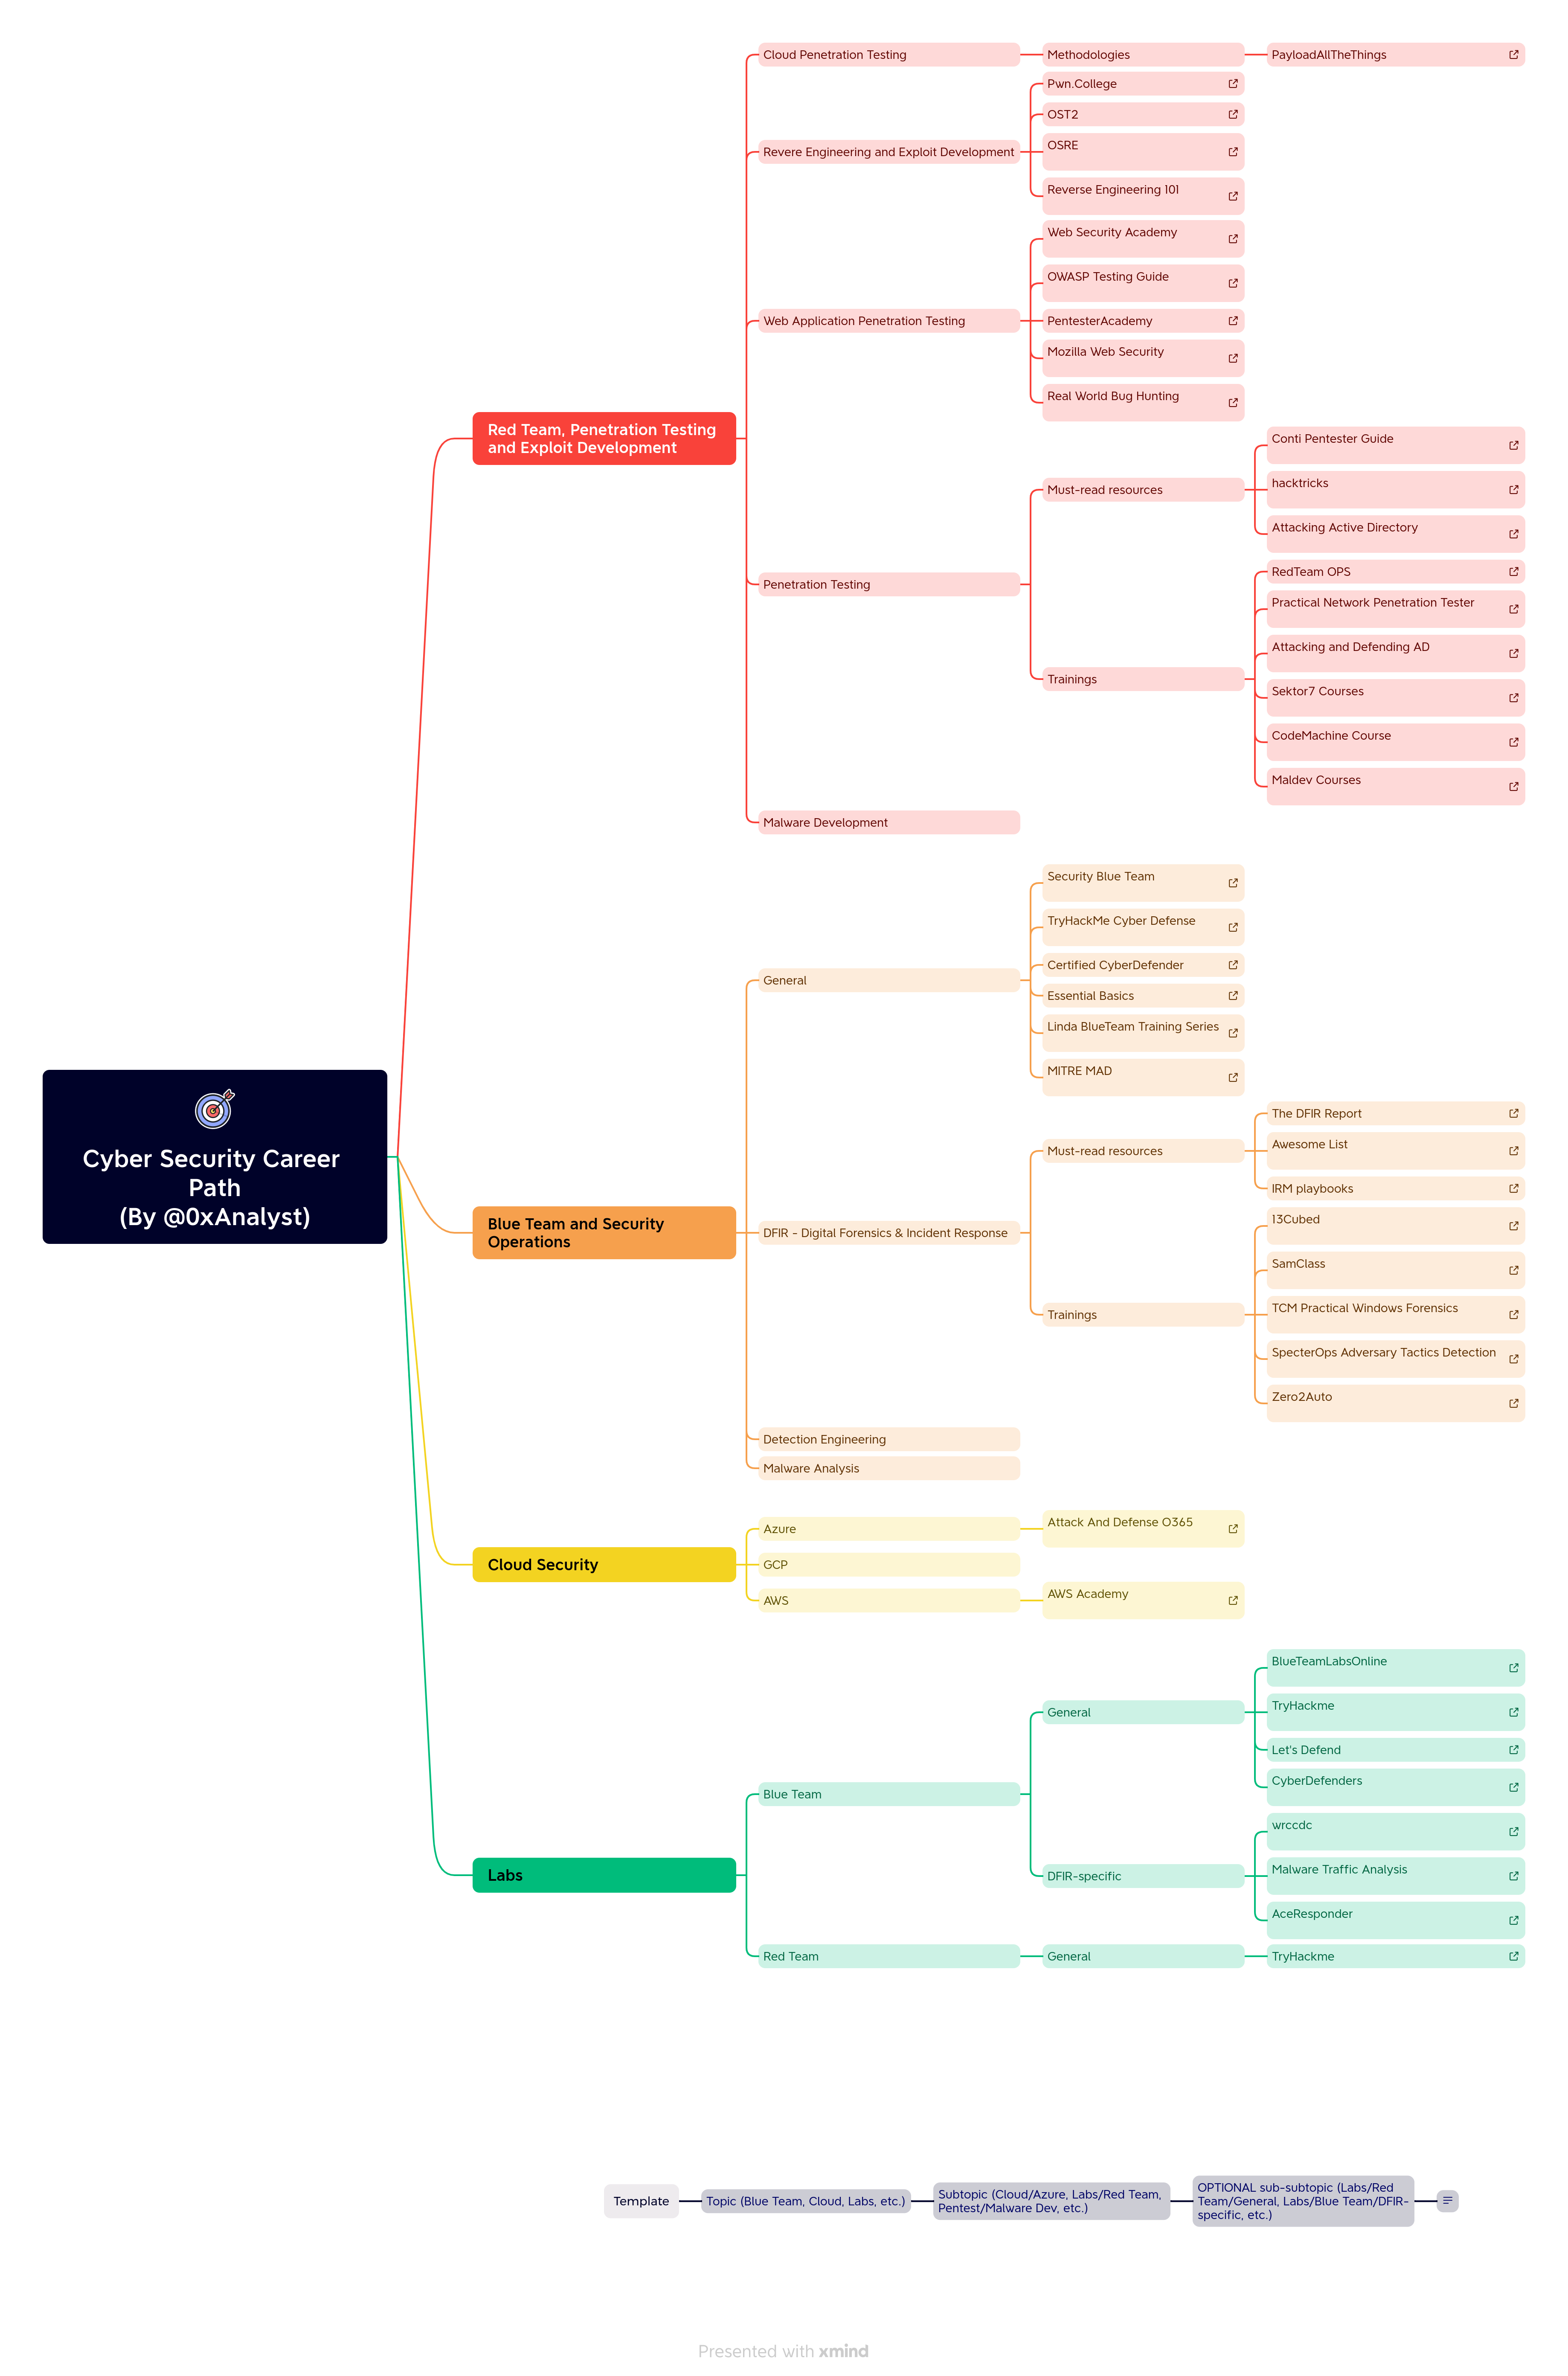 Cyber Security Career
Path
(By @0xAnalyst)
Red Team, Penetration Testing
and Exploit Development
Cloud Penetration Testing
Methodologies
PayloadAllTheThings
Revere Engineering and Exploit Development
Pwn.College
OST2
OSRE
Reverse Engineering 101
Web Application Penetration Testing
Web Security Academy
OWASP Testing Guide
PentesterAcademy
Mozilla Web Security
Real World Bug Hunting
Penetration Testing
Must-read resources
Conti Pentester Guide
hacktricks
Attacking Active Directory
Trainings
RedTeam OPS
Practical Network Penetration Tester
Attacking and Defending AD
Sektor7 Courses
CodeMachine Course
Maldev Courses
Malware Development
Blue Team and Security
Operations
General
Security Blue Team
TryHackMe Cyber Defense
Certified CyberDefender
Essential Basics
Linda BlueTeam Training Series
MITRE MAD
DFIR - Digital Forensics & Incident Response
Must-read resources
The DFIR Report
Awesome List
IRM playbooks
Trainings
13Cubed
SamClass
TCM Practical Windows Forensics
SpecterOps Adversary Tactics Detection
Zero2Auto
Detection Engineering
Malware Analysis
Cloud Security
Azure
Attack And Defense O365
GCP
AWS
AWS Academy
Labs
Blue Team
General
BlueTeamLabsOnline
TryHackme
Let's Defend
CyberDefenders
DFIR-specific
wrccdc
Malware Traffic Analysis
AceResponder
Red Team
General
TryHackme
Template
Topic (Blue Team, Cloud, Labs, etc.)
Subtopic (Cloud/Azure, Labs/Red Team,
Pentest/Malware Dev, etc.)
OPTIONAL sub-subtopic (Labs/Red
Team/General, Labs/Blue Team/DFIR-
specific, etc.)
Presented with xmind